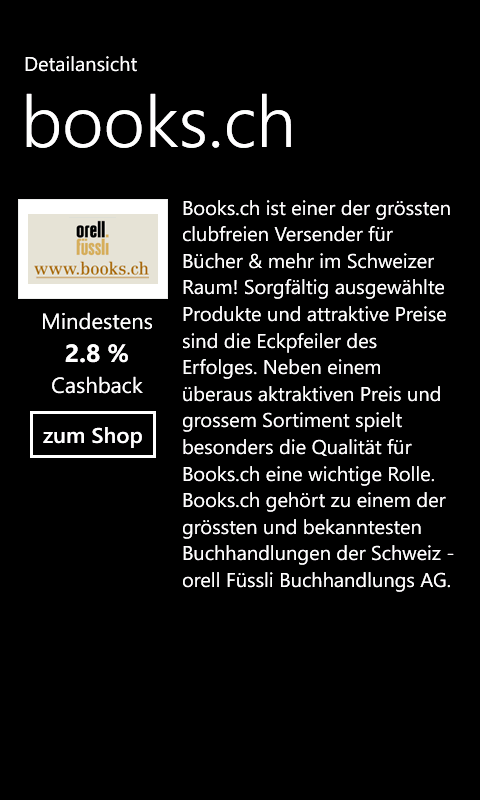 Detailansicht
books.ch
orell
füssli
www.books.ch
Mindestens
2.8 %
Cashback
zum Shop
Books.ch ist einer der grössten
clubfreien Versender für
Bücher & mehr im Schweizer
Raum! Sorgfältig ausgewählte
Produkte und attraktive Preise
sind die Eckpfeiler des
Erfolges. Neben einem
überaus aktraktiven Preis und
grossem Sortiment spielt
besonders die Qualität für
Books.ch eine wichtige Rolle.
Books.ch gehört zu einem der
grössten und bekanntesten
Buchhandlungen der Schweiz -
orell Füssli Buchhandlungs AG.